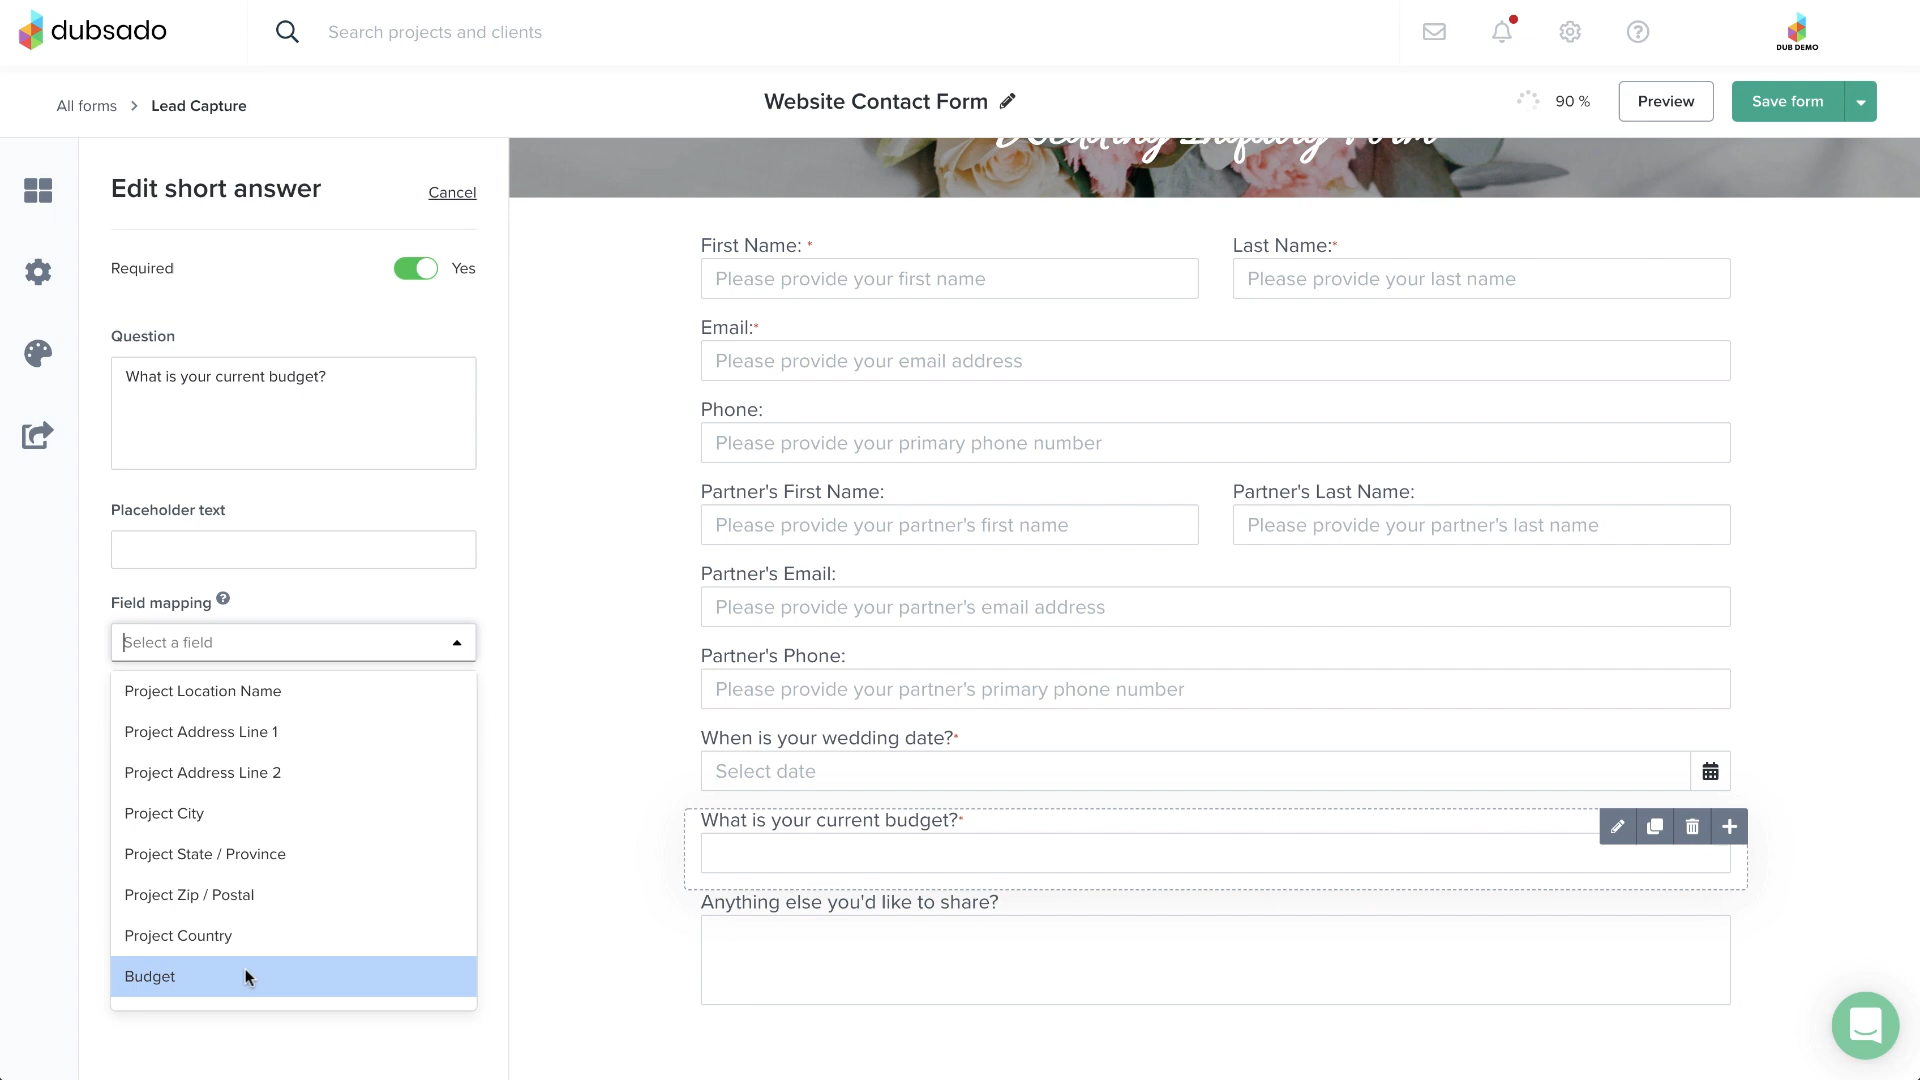 dubsado
Search projects and clients
DUB DEMO
All forms > Lead Capture
Website Contact Form
90 %
Preview
Save form
Wedding Inquiry Form
Edit short answer
Cancel
Required
Yes
Question
What is your current budget?
Placeholder text
Field mapping ?
Select a field
Project Location Name
Project Address Line 1
Project Address Line 2
Project City
Project State / Province
Project Zip / Postal
Project Country
Budget
First Name: *
Please provide your first name
Last Name:*
Please provide your last name
Email:*
Please provide your email address
Phone:
Please provide your primary phone number
Partner's First Name:
Please provide your partner's first name
Partner's Last Name:
Please provide your partner's last name
Partner's Email:
Please provide your partner's email address
Partner's Phone:
Please provide your partner's primary phone number
When is your wedding date?*
Select date
What is your current budget?*
Anything else you'd like to share?